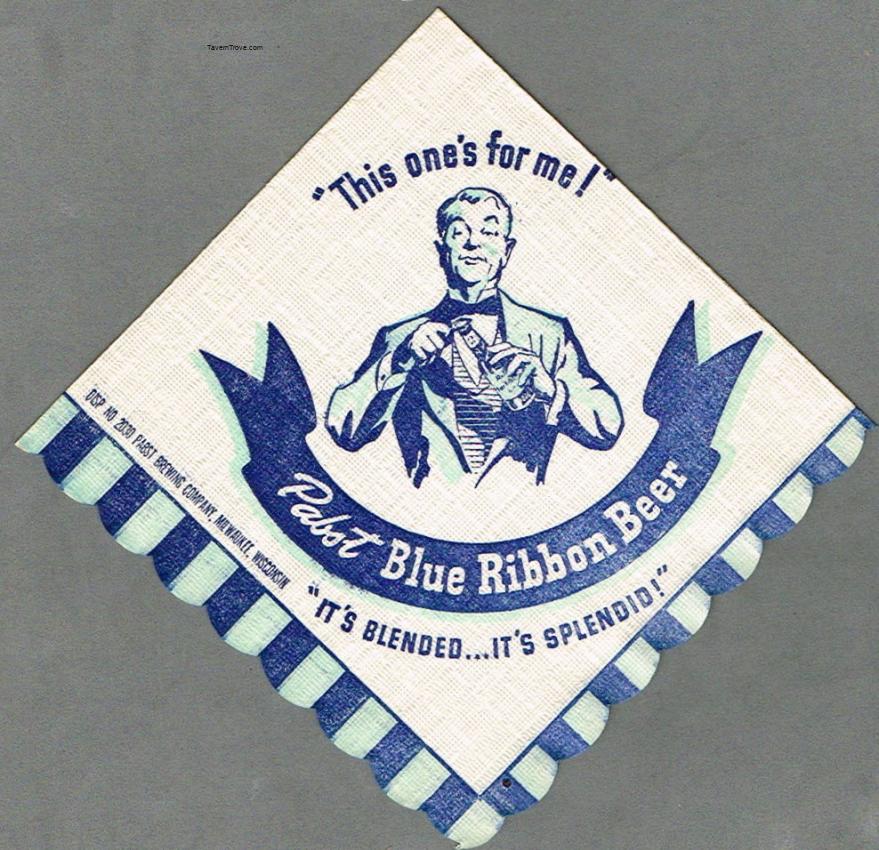 TavernTrove.com
"This one's for me!"
DISP. NO. 2030 PABST BREWING COMPANY, MILWAUKEE, WISCONSIN
Pabst Blue Ribbon Beer
"IT'S BLENDED...IT'S SPLENDID!"